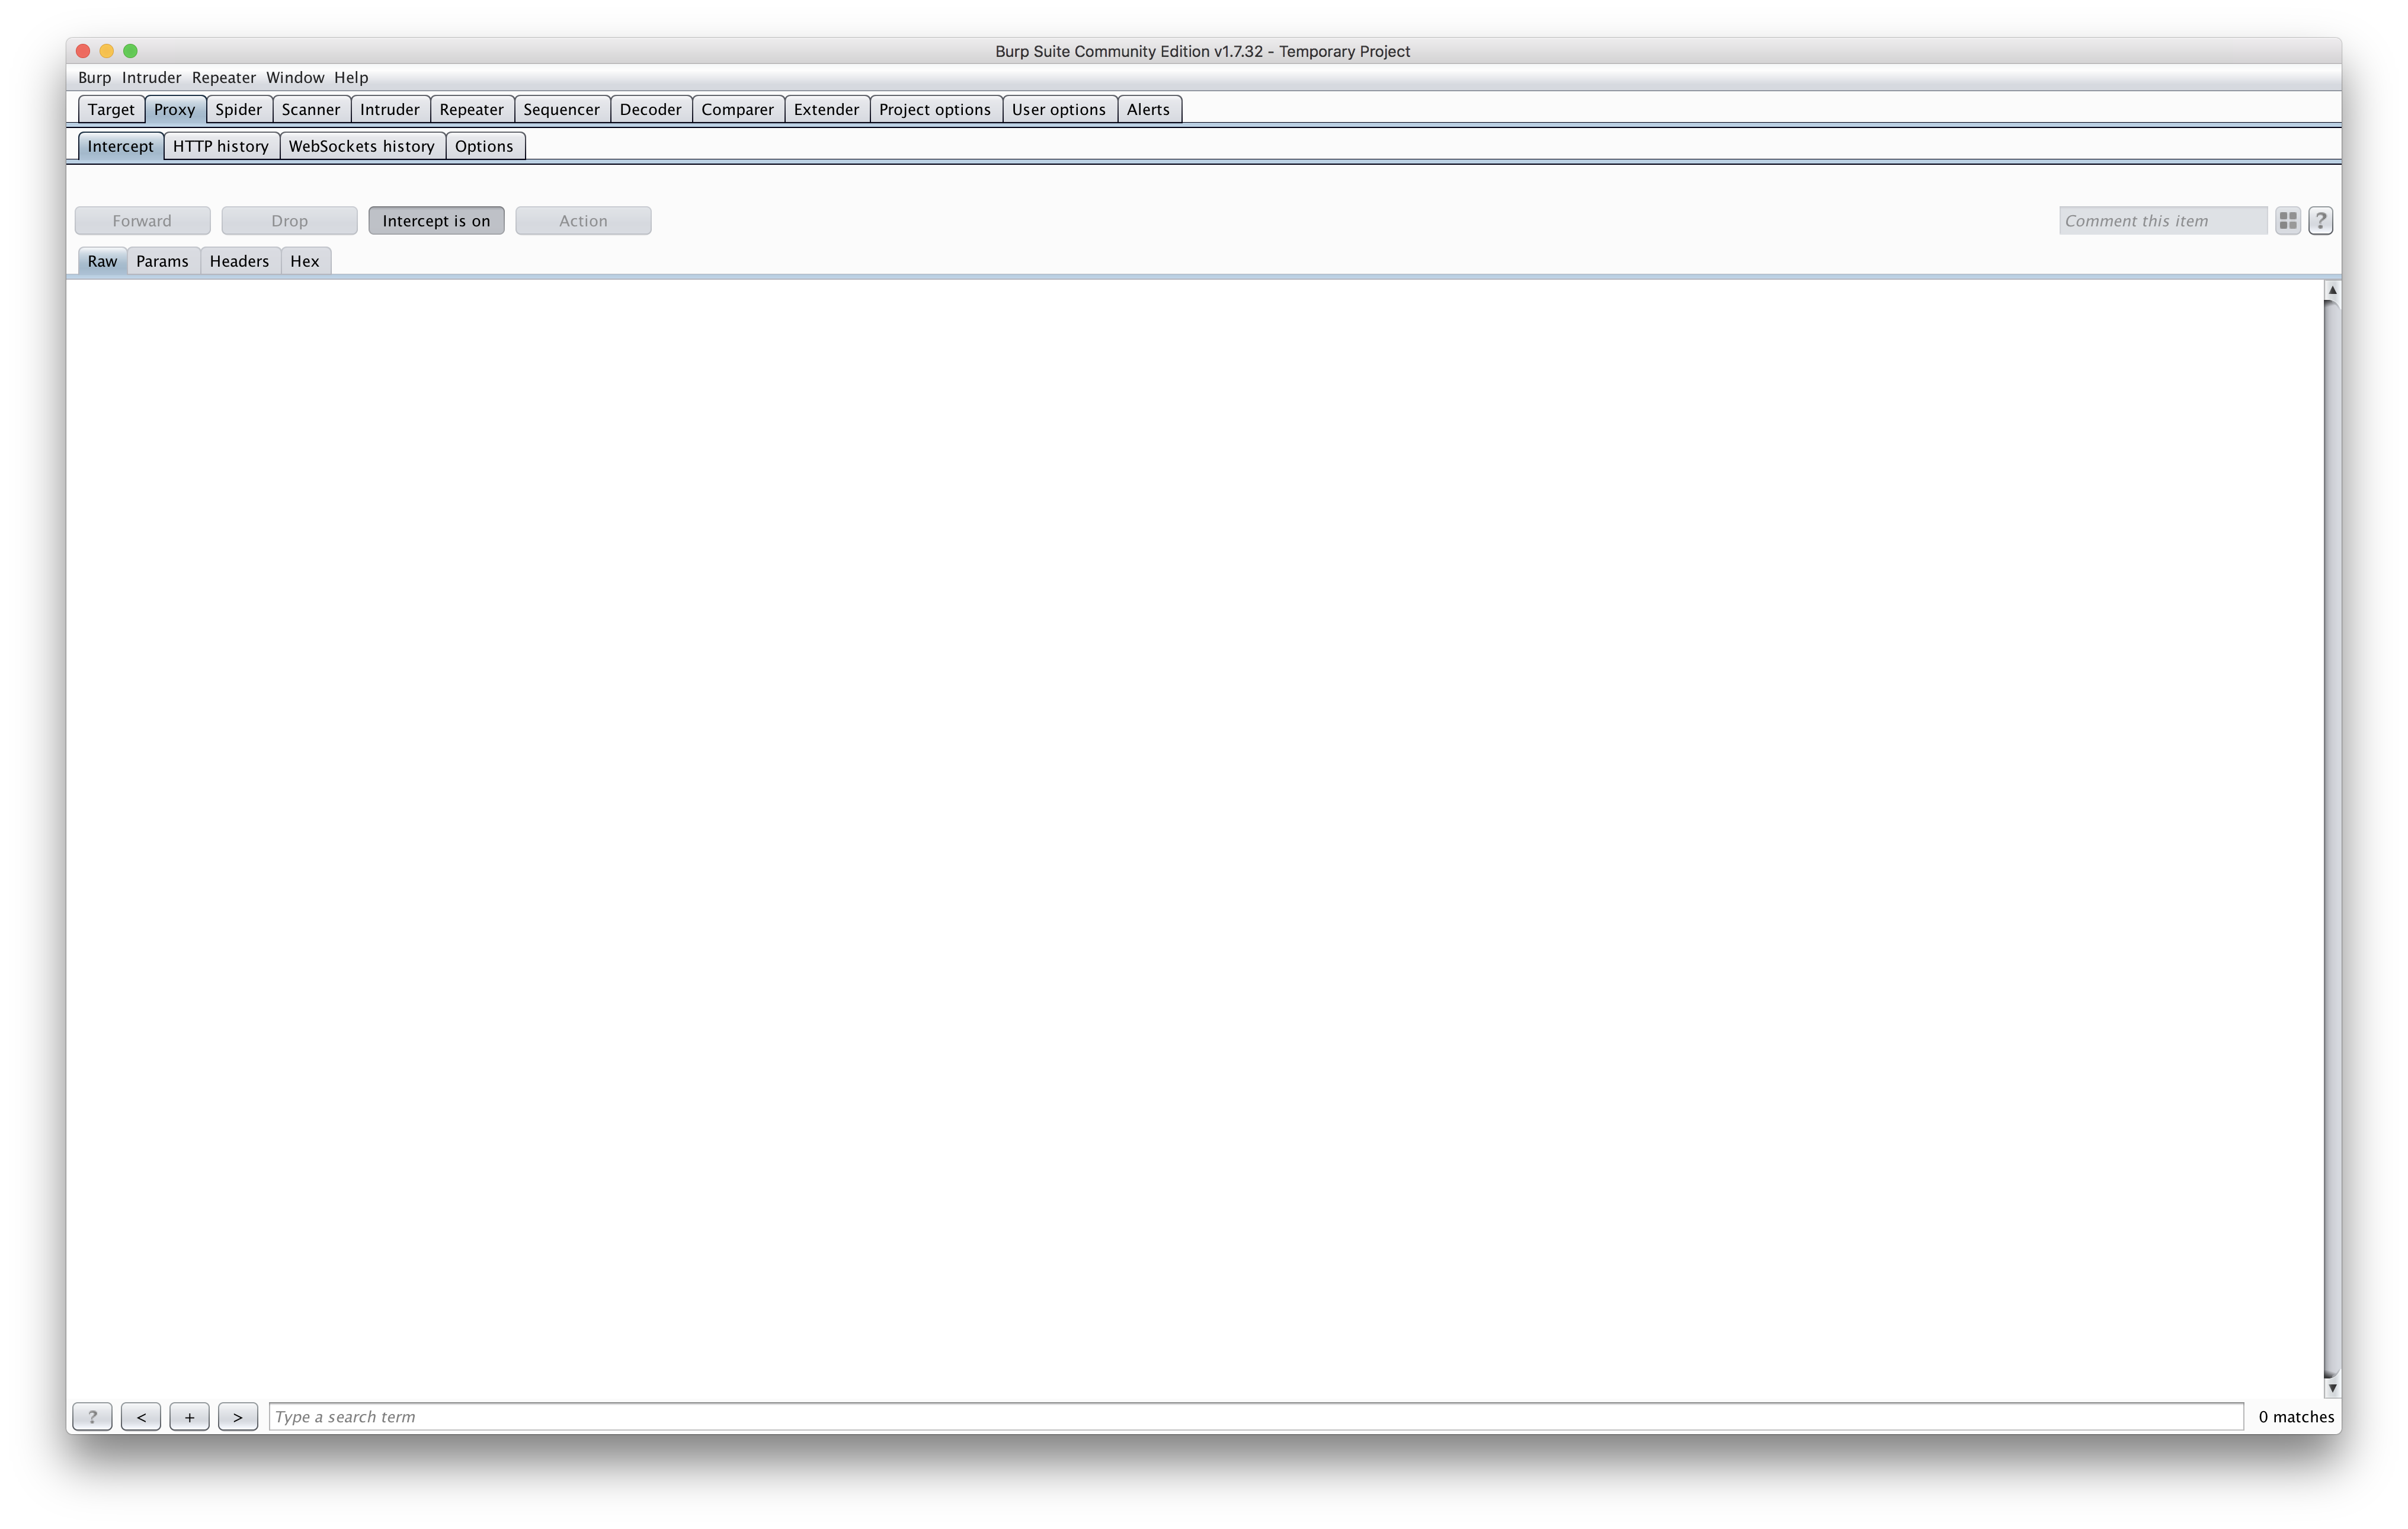 Burp Suite Community Edition v1.7.32 - Temporary Project
Burp Intruder Repeater Window Help
Target Proxy Spider Scanner Intruder Repeater Sequencer Decoder Comparer Extender Project options User options Alerts
Intercept HTTP history WebSockets history Options
Forward Drop Intercept is on Action Comment this item ?
Raw Params Headers Hex
? < + > Type a search term 0 matches